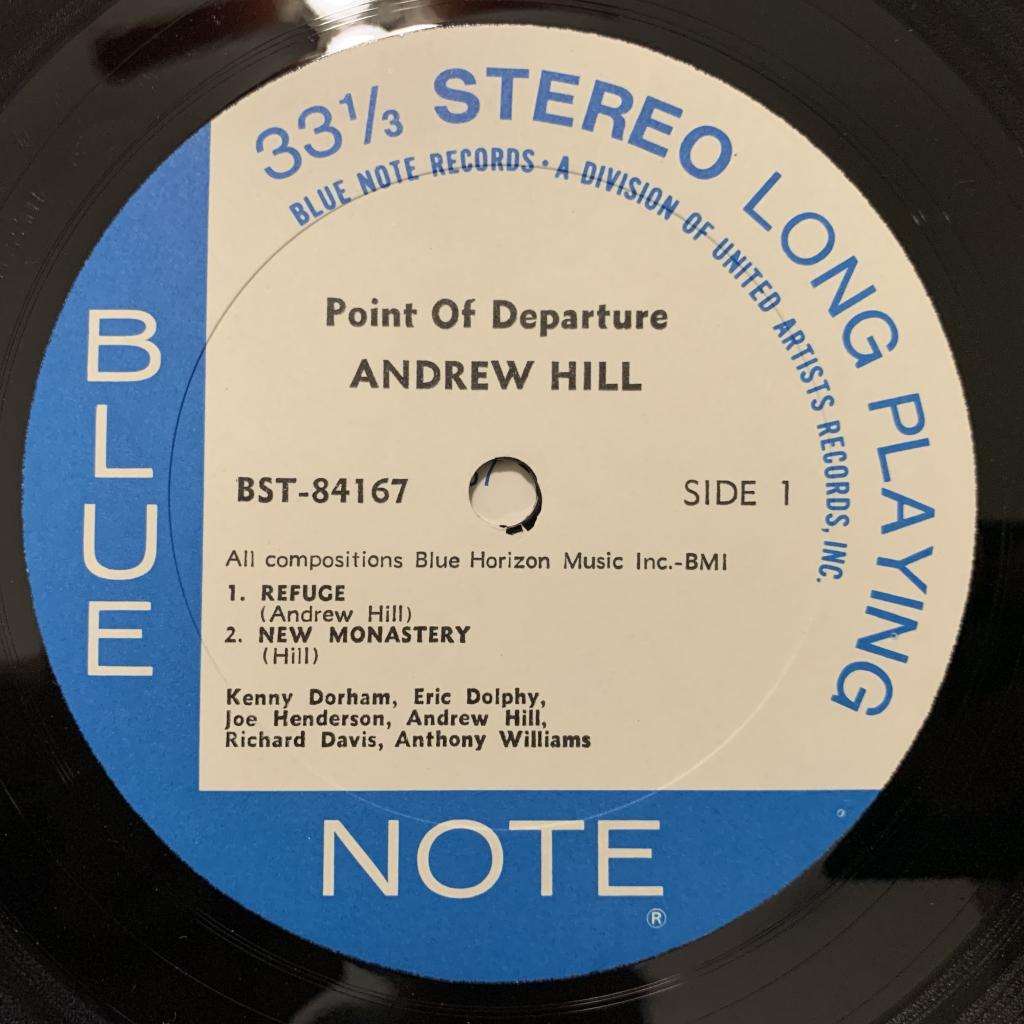 33⅓ STEREO LONG PLAYING
BLUE NOTE RECORDS · A DIVISION OF UNITED ARTISTS RECORDS, INC.
Point Of Departure
ANDREW HILL
BST-84167
SIDE 1
All compositions Blue Horizon Music Inc.-BMI
1. REFUGE
(Andrew Hill)
2. NEW MONASTERY
(Hill)
Kenny Dorham, Eric Dolphy,
Joe Henderson, Andrew Hill,
Richard Davis, Anthony Williams
BLUE
NOTE
®